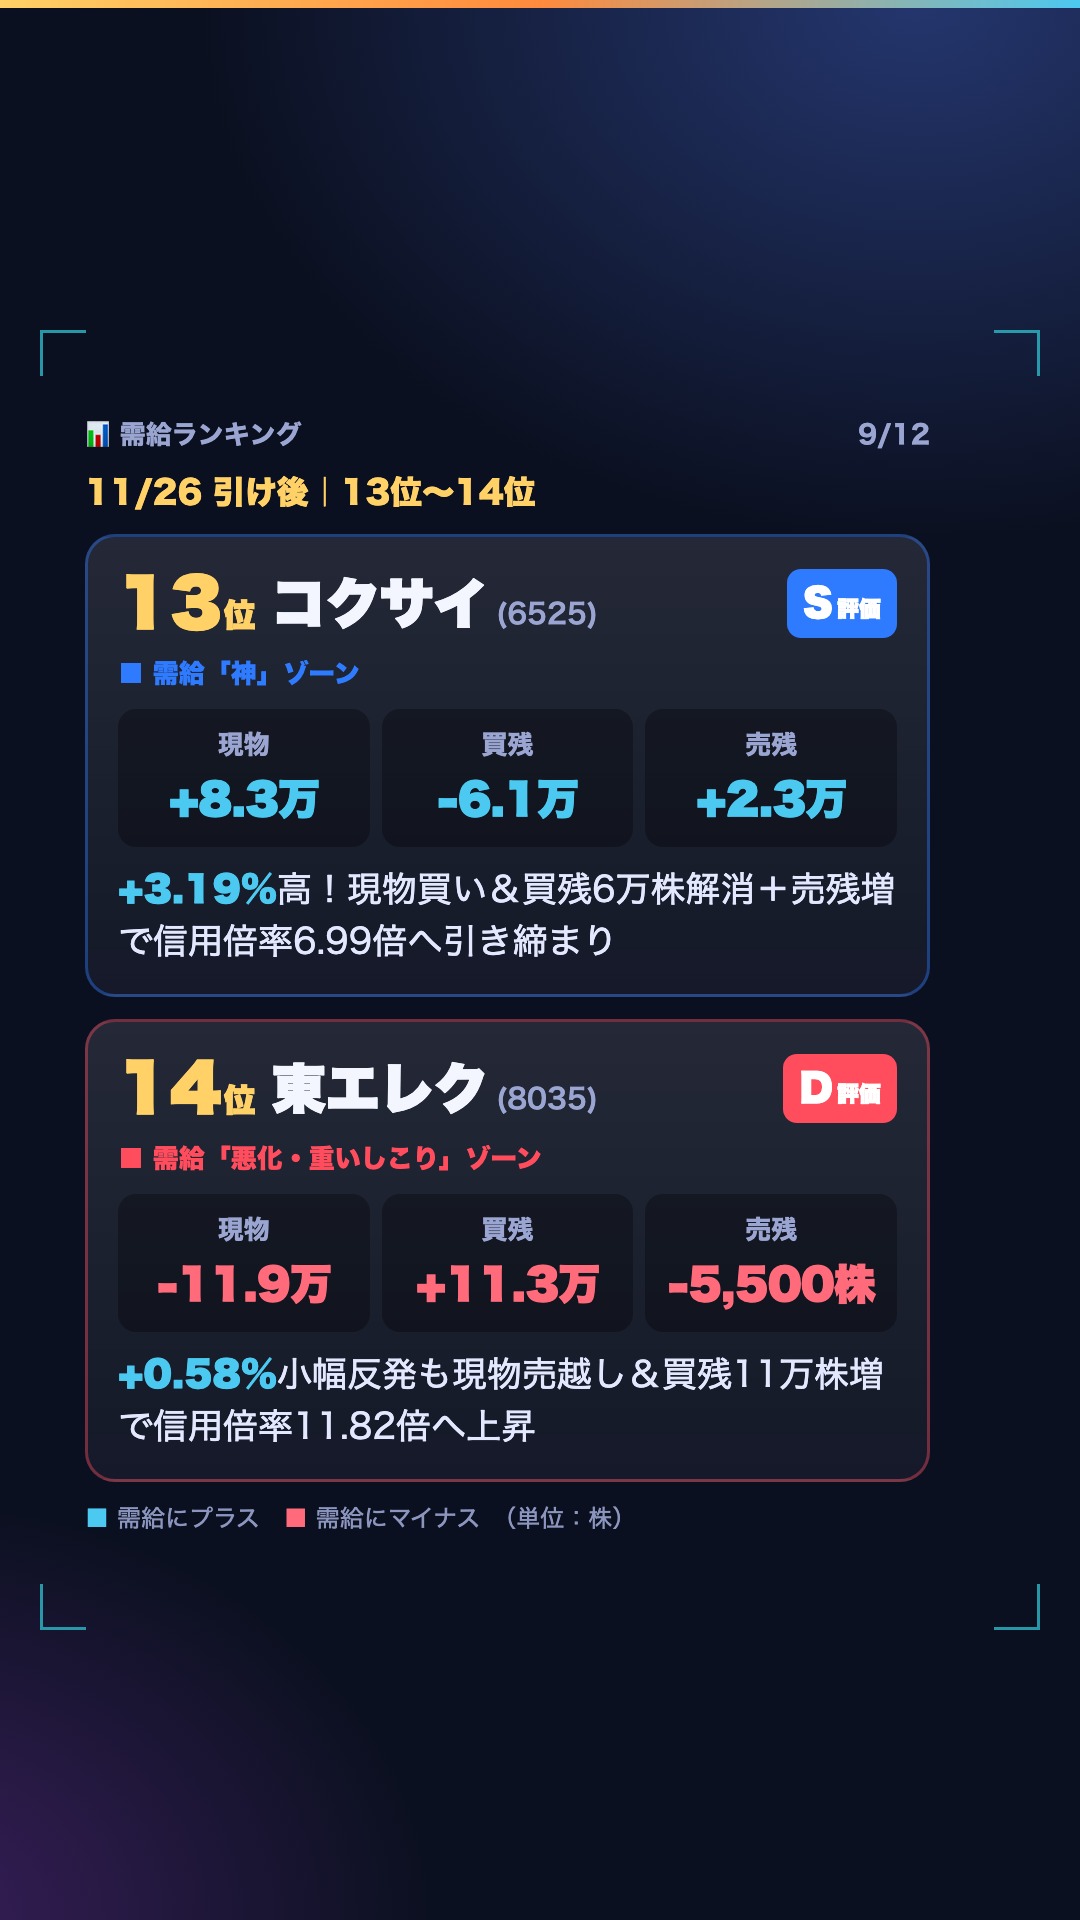 📊 需給ランキング 9/12
11/26 引け後｜13位〜14位
13位 コクサイ (6525) S評価
■ 需給「神」ゾーン
現物 買残 売残
+8.3万 -6.1万 +2.3万
+3.19%高！現物買い＆買残6万株解消＋売残増
で信用倍率6.99倍へ引き締まり
14位 東エレク (8035) D評価
■ 需給「悪化・重いしこり」ゾーン
現物 買残 売残
-11.9万 +11.3万 -5,500株
+0.58%小幅反発も現物売越し＆買残11万株増
で信用倍率11.82倍へ上昇
■ 需給にプラス ■ 需給にマイナス （単位：株）